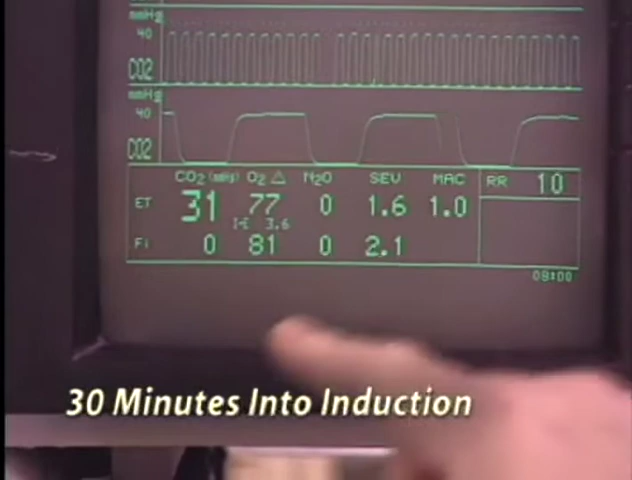 mmHg
40
CO2
mmHg
40
CO2
CO2 (mmHg) O2 △ N2O SEV MAC RR 10
ET 31 77 0 1.6 1.0
I-E 3.6
Fi 0 81 0 2.1
08:00
30 Minutes Into Induction